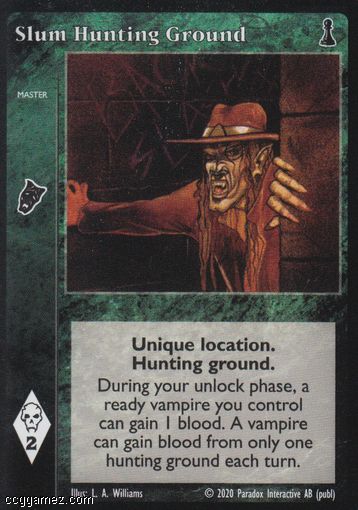 Slum Hunting Ground
MASTER
Unique location.
Hunting ground.
During your unlock phase, a
ready vampire you control
can gain 1 blood. A vampire
can gain blood from only one
hunting ground each turn.
2
Illus: L. A. Williams
© 2020 Paradox Interactive AB (publ)
ccggamez.com